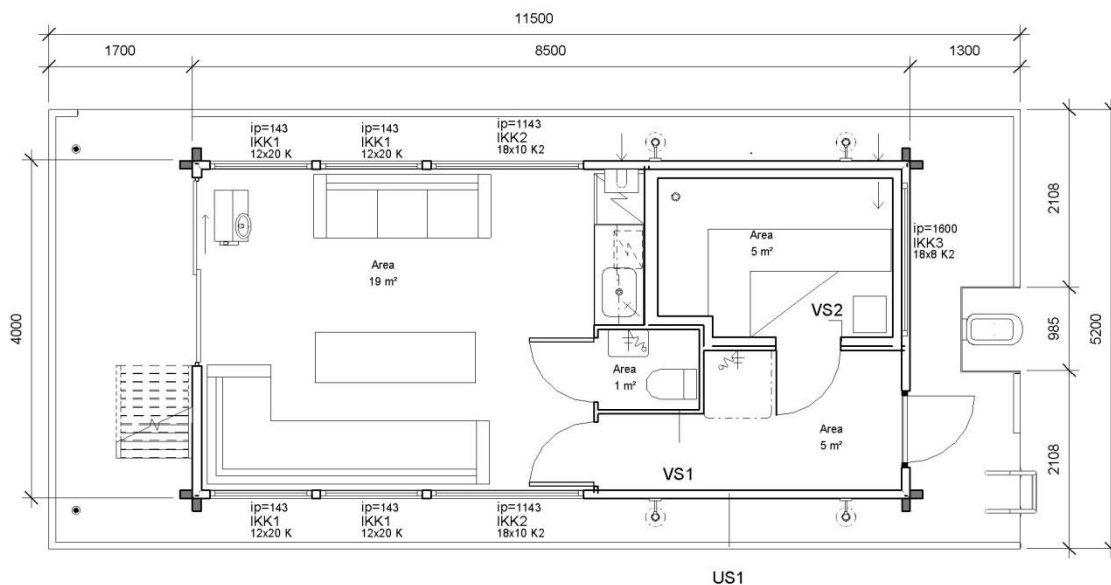 11500
1700 8500 1300
ip=143 ip=143 ip=1143
IKK1 IKK1 IKK2
12x20 K 12x20 K 18x10 K2
4000
Area
19 m²
Area
5 m²
ip=1600
IKK3
18x8 K2
2108
985
5200
2108
VS2
Area
1 m²
Area
5 m²
VS1
ip=143 ip=143 ip=1143
IKK1 IKK1 IKK2
12x20 K 12x20 K 18x10 K2
US1